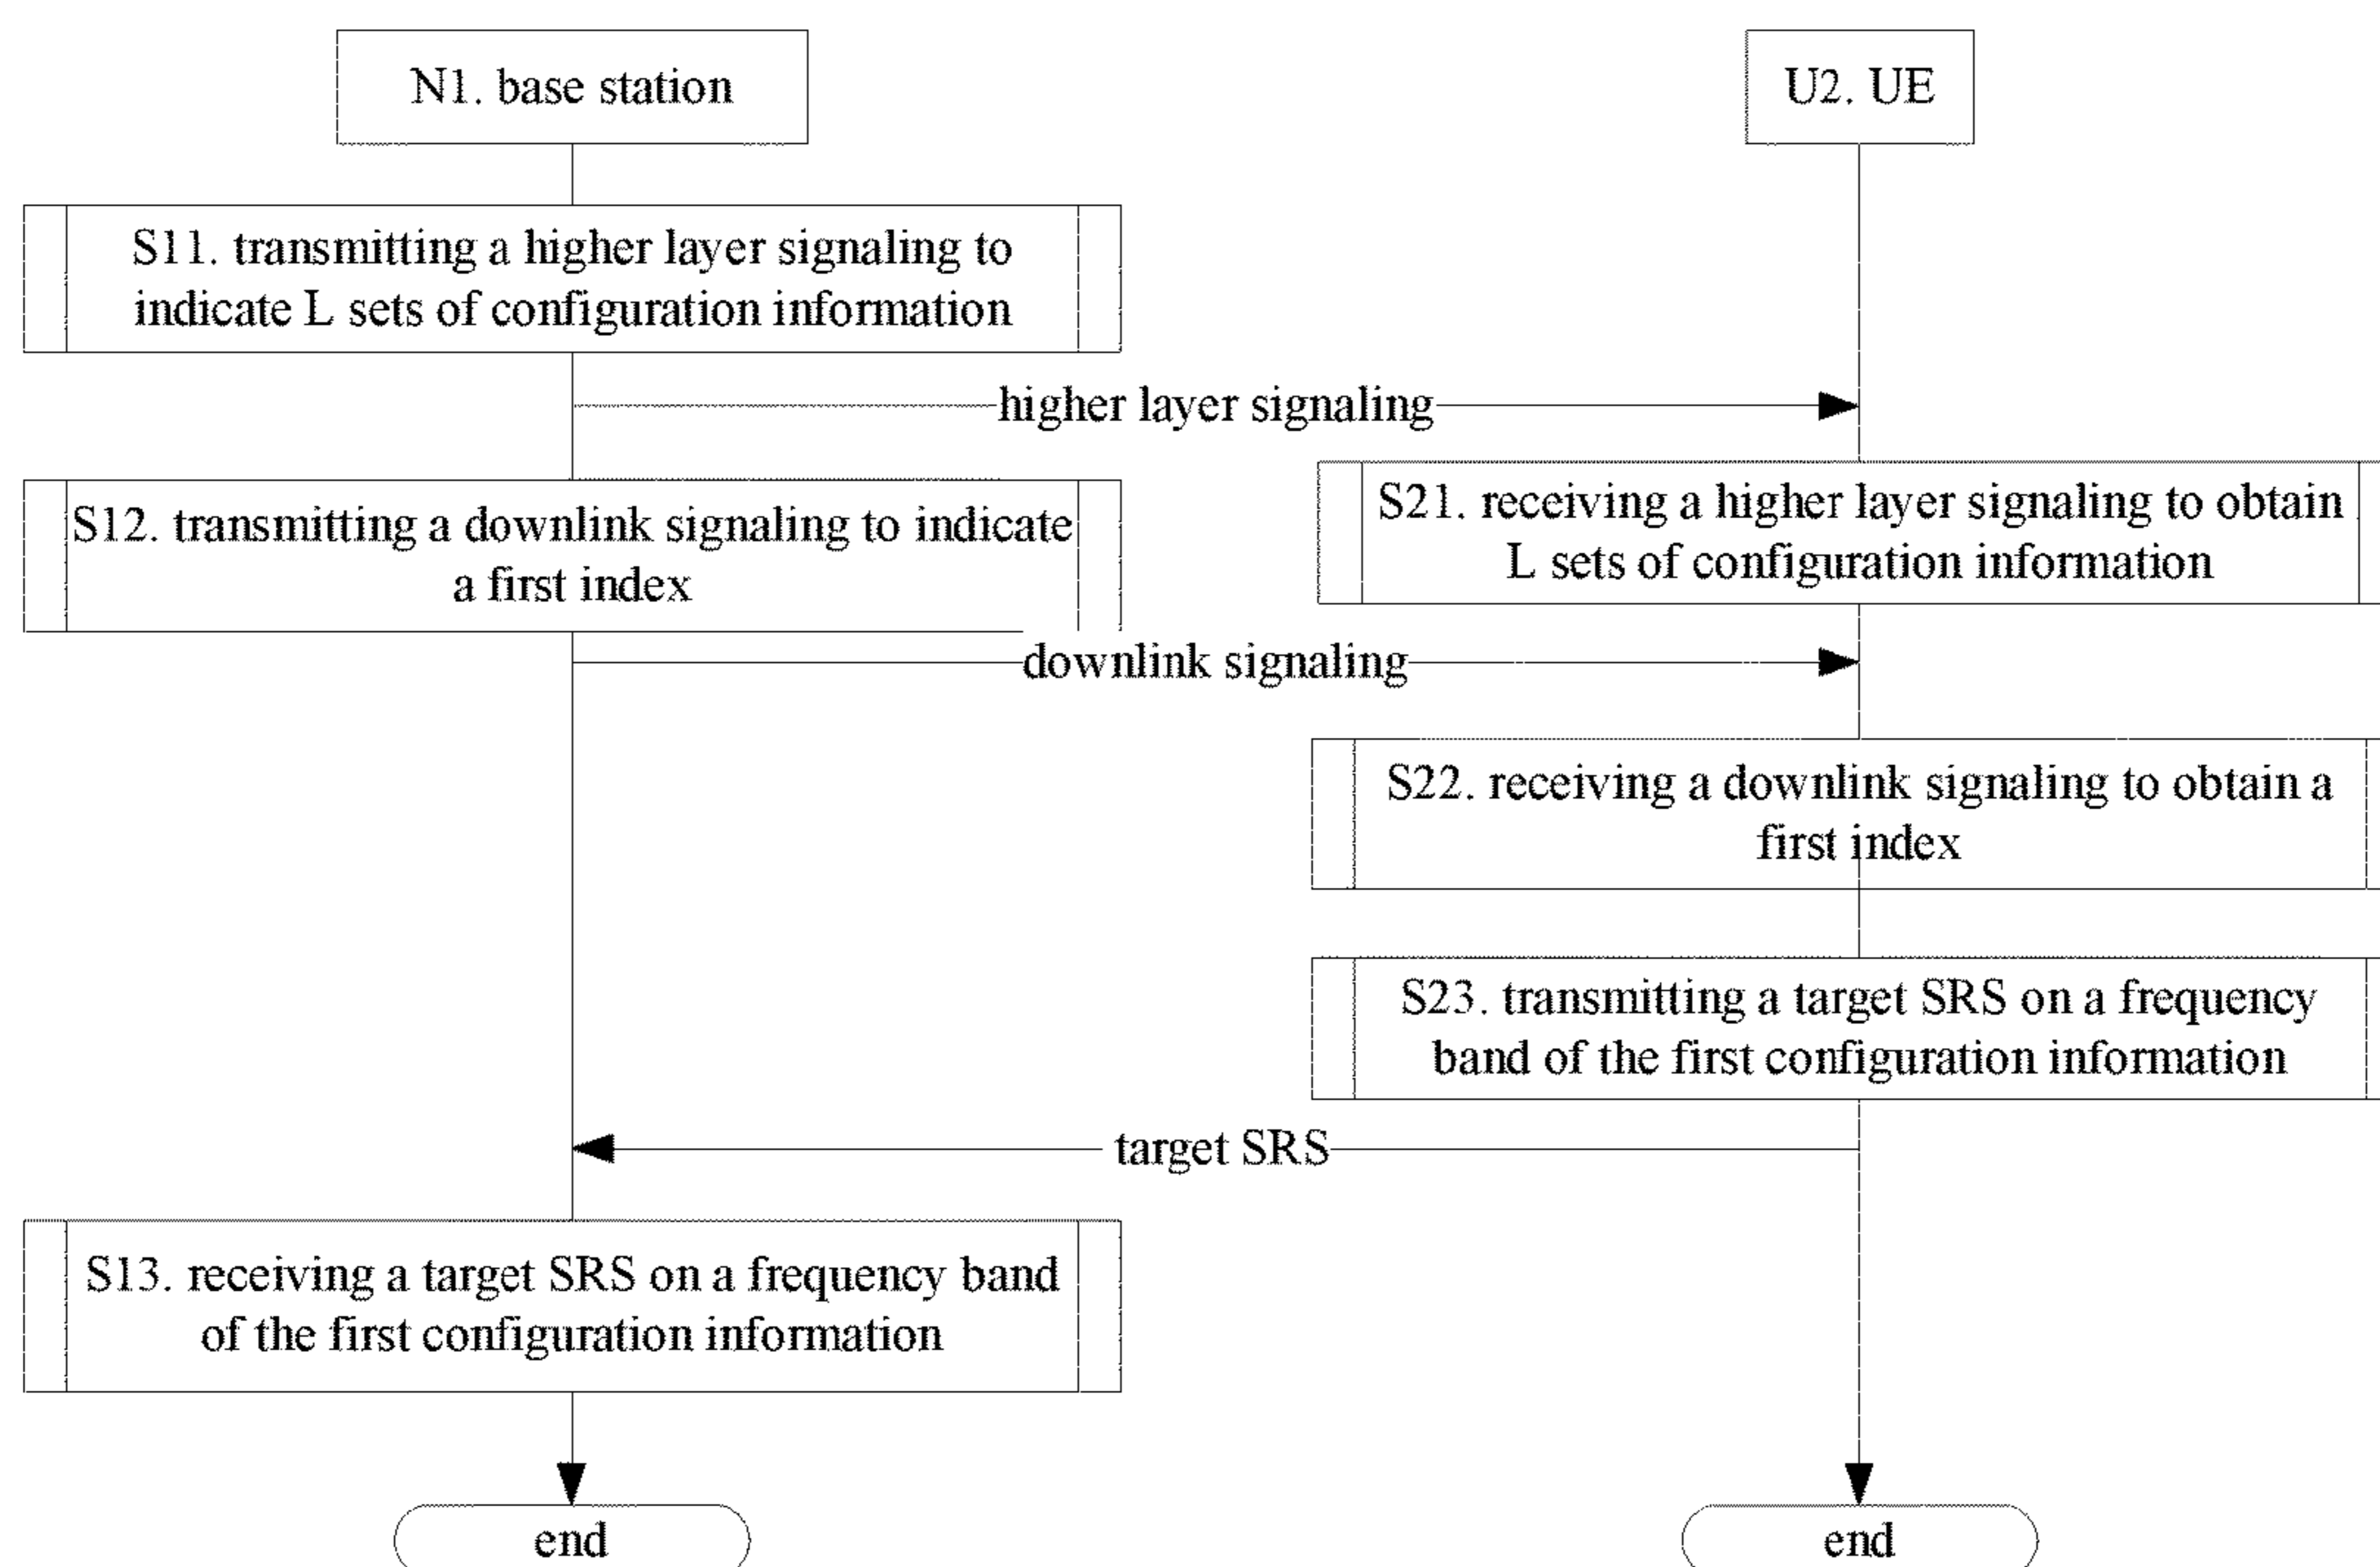 N1. base station
U2. UE
S11. transmitting a higher layer signaling to
indicate L sets of configuration information
higher layer signaling
S12. transmitting a downlink signaling to indicate
a first index
S21. receiving a higher layer signaling to obtain
L sets of configuration information
downlink signaling
S22. receiving a downlink signaling to obtain a
first index
S23. transmitting a target SRS on a frequency
band of the first configuration information
target SRS
S13. receiving a target SRS on a frequency band
of the first configuration information
end
end